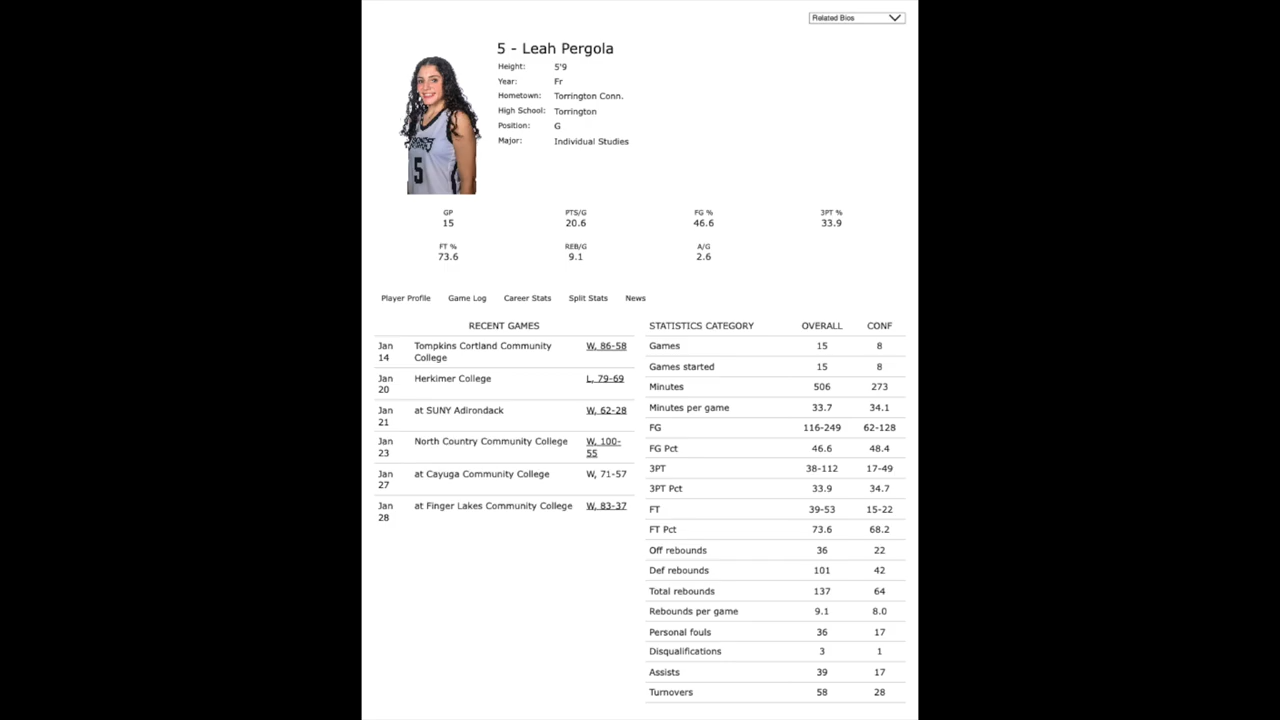 Related Bios
5 - Leah Pergola
Height: 5'9
Year: Fr
Hometown: Torrington Conn.
High School: Torrington
Position: G
Major: Individual Studies
5
GP PTS/G FG % 3PT %
15 20.6 46.6 33.9
FT % REB/G A/G
73.6 9.1 2.6
Player Profile Game Log Career Stats Split Stats News
RECENT GAMES
Jan 14 Tompkins Cortland Community College W, 86-58
Jan 20 Herkimer College L, 79-69
Jan 21 at SUNY Adirondack W, 62-28
Jan 23 North Country Community College W, 100-55
Jan 27 at Cayuga Community College W, 71-57
Jan 28 at Finger Lakes Community College W, 83-37
STATISTICS CATEGORY OVERALL CONF
Games 15 8
Games started 15 8
Minutes 506 273
Minutes per game 33.7 34.1
FG 116-249 62-128
FG Pct 46.6 48.4
3PT 38-112 17-49
3PT Pct 33.9 34.7
FT 39-53 15-22
FT Pct 73.6 68.2
Off rebounds 36 22
Def rebounds 101 42
Total rebounds 137 64
Rebounds per game 9.1 8.0
Personal fouls 36 17
Disqualifications 3 1
Assists 39 17
Turnovers 58 28